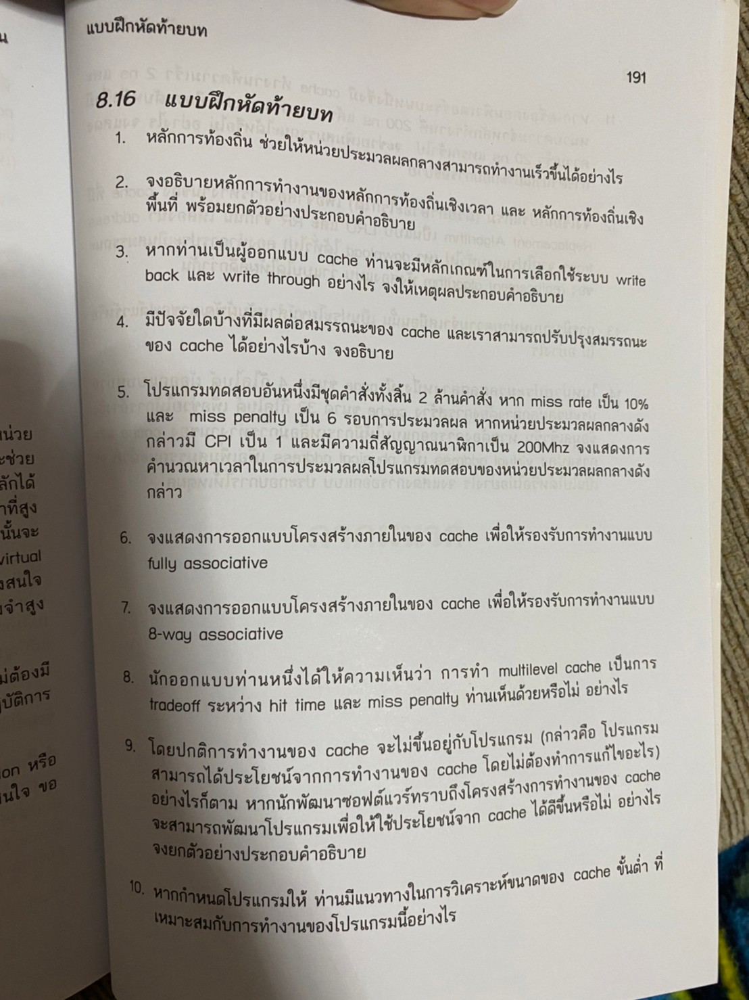 แบบฝึกหัดท้ายบท
191
8.16 แบบฝึกหัดท้ายบท
1. หลักการท้องถิ่น ช่วยให้หน่วยประมวลผลกลางสามารถทำงานเร็วขึ้นได้อย่างไร
2. จงอธิบายหลักการทำงานของหลักการท้องถิ่นเชิงเวลา และ หลักการท้องถิ่นเชิง
พื้นที่ พร้อมยกตัวอย่างประกอบคำอธิบาย
3. หากท่านเป็นผู้ออกแบบ cache ท่านจะมีหลักเกณฑ์ในการเลือกใช้ระบบ write
back และ write through อย่างไร จงให้เหตุผลประกอบคำอธิบาย
4. มีปัจจัยใดบ้างที่มีผลต่อสมรรถนะของ cache และเราสามารถปรับปรุงสมรรถนะ
ของ cache ได้อย่างไรบ้าง จงอธิบาย
5. โปรแกรมทดสอบอันหนึ่งมีชุดคำสั่งทั้งสิ้น 2 ล้านคำสั่ง หาก miss rate เป็น 10%
และ miss penalty เป็น 6 รอบการประมวลผล หากหน่วยประมวลผลกลางดัง
กล่าวมี CPI เป็น 1 และมีความถี่สัญญาณนาฬิกาเป็น 200Mhz จงแสดงการ
คำนวณหาเวลาในการประมวลผลโปรแกรมทดสอบของหน่วยประมวลผลกลางดัง
กล่าว
6. จงแสดงการออกแบบโครงสร้างภายในของ cache เพื่อให้รองรับการทำงานแบบ
fully associative
7. จงแสดงการออกแบบโครงสร้างภายในของ cache เพื่อให้รองรับการทำงานแบบ
8-way associative
8. นักออกแบบท่านหนึ่งได้ให้ความเห็นว่า การทำ multilevel cache เป็นการ
tradeoff ระหว่าง hit time และ miss penalty ท่านเห็นด้วยหรือไม่ อย่างไร
9. โดยปกติการทำงานของ cache จะไม่ขึ้นอยู่กับโปรแกรม (กล่าวคือ โปรแกรม
สามารถได้ประโยชน์จากการทำงานของ cache โดยไม่ต้องทำการแก้ไขอะไร)
อย่างไรก็ตาม หากนักพัฒนาซอฟต์แวร์ทราบถึงโครงสร้างการทำงานของ cache
จะสามารถพัฒนาโปรแกรมเพื่อให้ใช้ประโยชน์จาก cache ได้ดีขึ้นหรือไม่ อย่างไร
จงยกตัวอย่างประกอบคำอธิบาย
10. หากกำหนดโปรแกรมให้ ท่านมีแนวทางในการวิเคราะห์ขนาดของ cache ขั้นต่ำ ที่
เหมาะสมกับการทำงานของโปรแกรมนี้อย่างไร